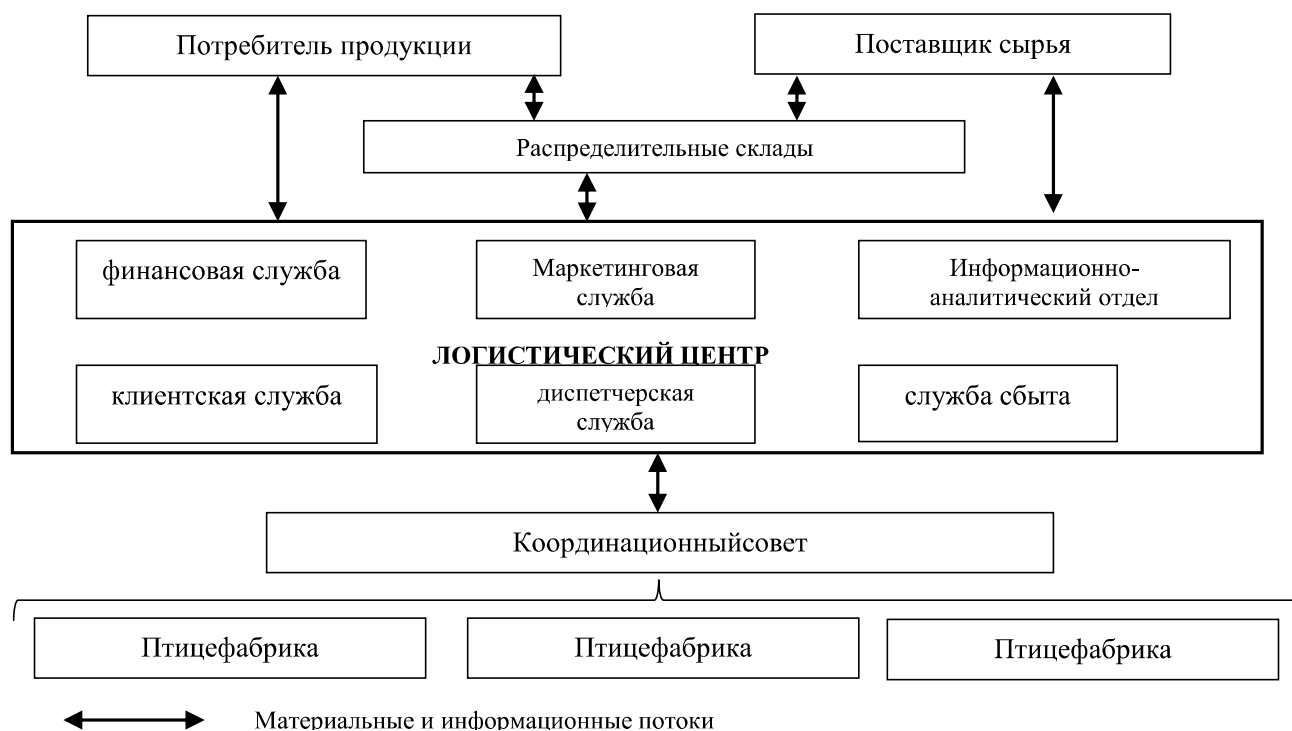 Потребитель продукции
Поставщик сырья
Распределительные склады
финансовая служба
Маркетинговая
служба
Информационно-
аналитический отдел
ЛОГИСТИЧЕСКИЙ ЦЕНТР
клиентская служба
диспетчерская
служба
служба сбыта
Координационныйсовет
Птицефабрика
Птицефабрика
Птицефабрика
Материальные и информационные потоки